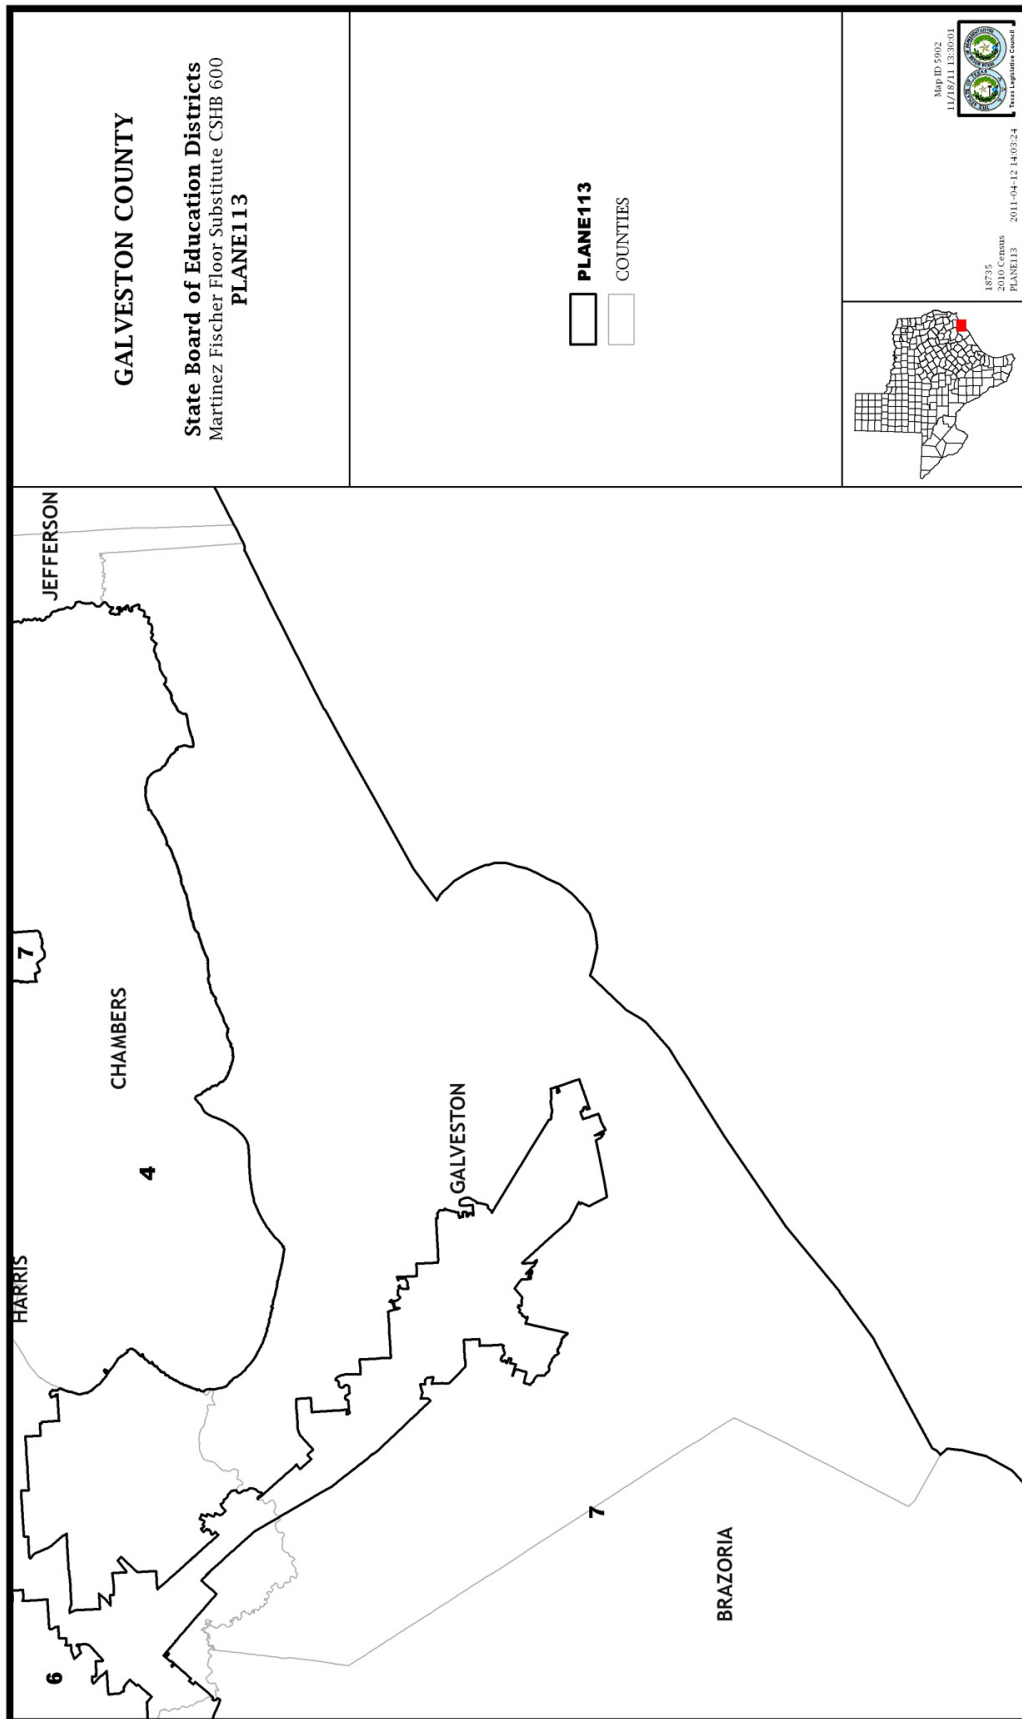 GALVESTON COUNTY
State Board of Education Districts
Martinez Fischer Floor Substitute CSHB 600
PLANE113
PLANE113
COUNTIES
Map ID 5902
11/18/11 13:30:01
Texas Legislative Council
18735
2010 Census
PLANE113 2011-04-12 14:03:24
HARRIS
7
JEFFERSON
6
4
CHAMBERS
GALVESTON
7
BRAZORIA